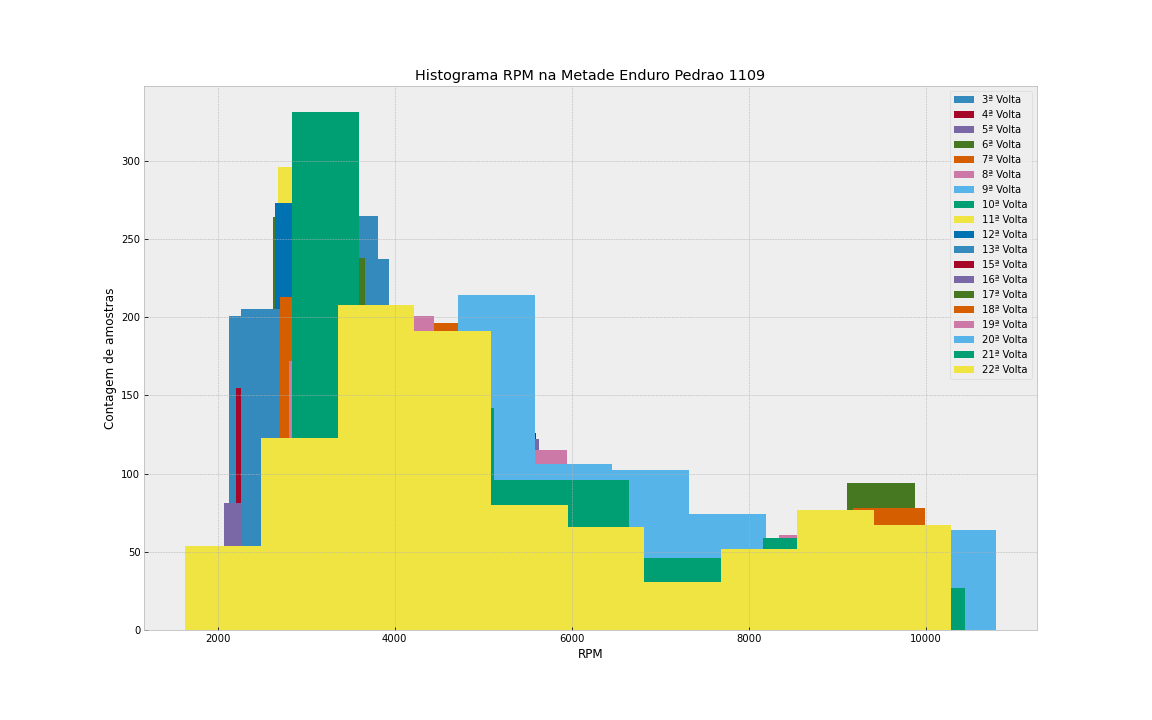 Histograma RPM na Metade Enduro Pedrao 1109
3ª Volta
4ª Volta
5ª Volta
6ª Volta
7ª Volta
8ª Volta
9ª Volta
10ª Volta
11ª Volta
12ª Volta
13ª Volta
15ª Volta
16ª Volta
17ª Volta
18ª Volta
19ª Volta
20ª Volta
21ª Volta
22ª Volta
Contagem de amostras
300
250
200
150
100
50
0
2000
4000
6000
8000
10000
RPM